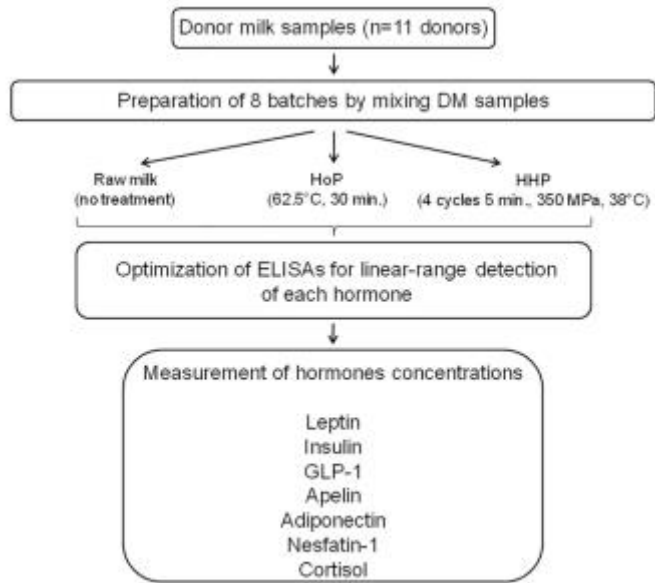 Donor milk samples (n=11 donors)
Preparation of 8 batches by mixing DM samples
Raw milk
(no treatment)
HoP
(62.5°C, 30 min.)
HHP
(4 cycles 5 min., 350 MPa, 38°C)
Optimization of ELISAs for linear-range detection
of each hormone
Measurement of hormones concentrations
Leptin
Insulin
GLP-1
Apelin
Adiponectin
Nesfatin-1
Cortisol